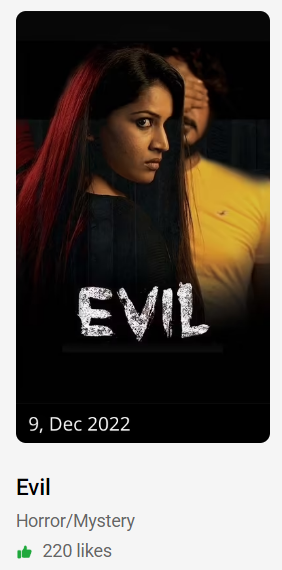 EVIL
9, Dec 2022
Evil
Horror/Mystery
220 likes